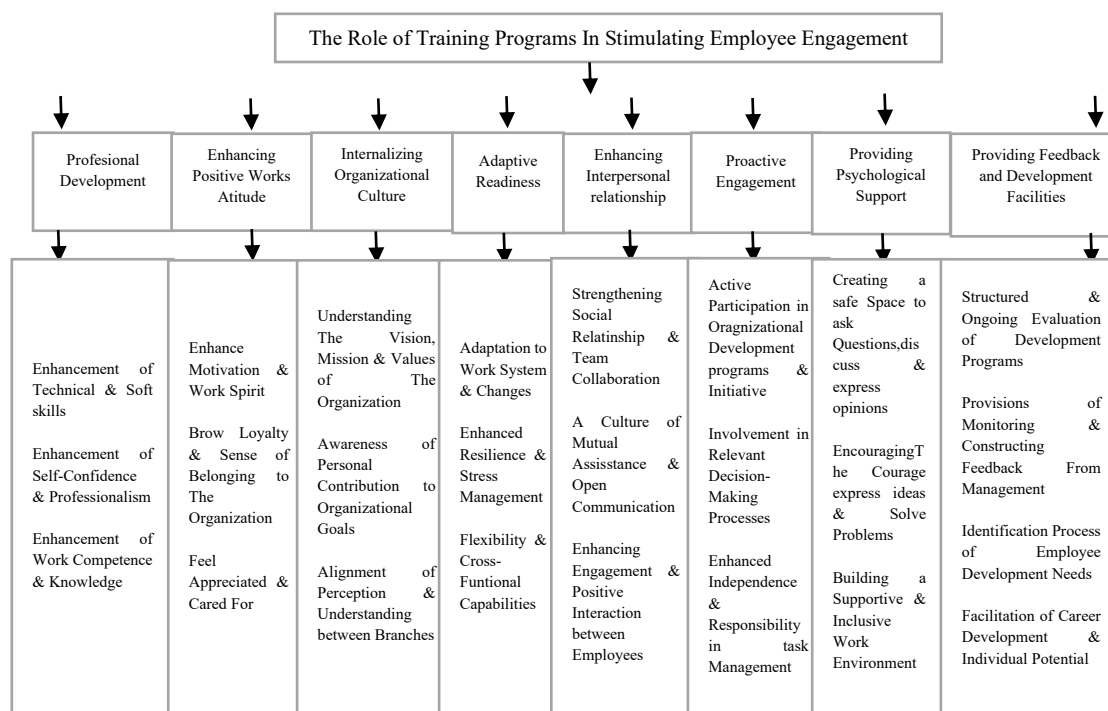 The Role of Training Programs In Stimulating Employee Engagement
Profesional
Development
Enhancing
Positive Works
Atitude
Internalizing
Organizational
Culture
Adaptive
Readiness
Enhancing
Interpersonal
relationship
Proactive
Engagement
Providing
Psychological
Support
Providing Feedback
and Development
Facilities
Enhancement of
Technical & Soft
skills
Enhancement of
Self-Confidence
& Professionalism
Enhancement of
Work Competence
& Knowledge
Enhance
Motivation &
Work Spirit
Brow Loyalty
& Sense of
Belonging to
The
Organization
Feel
Appreciated &
Cared For
Understanding
The Vision,
Mission & Values
of The
Organization
Awareness of
Personal
Contribution to
Organizational
Goals
Alignment of
Perception &
Understanding
between Branches
Adaptation to
Work System
& Changes
Enhanced
Resilience &
Stress
Management
Flexibility &
Cross-
Funtional
Capabilities
Strengthening
Social
Relatinship &
Team
Collaboration
A Culture of
Mutual
Assisstance &
Open
Communication
Enhancing
Engagement &
Positive
Interaction
between
Employees
Active
Participation in
Oragnizational
Development
programs &
Initiative
Involvement in
Relevant
Decision-
Making
Processes
Enhanced
Independence
&
Responsibility
in task
Management
Creating a
safe Space to
ask
Questions,dis
cuss &
express
opinions
EncouragingT
he Courage
express ideas
& Solve
Problems
Building a
Supportive &
Inclusive
Work
Environment
Structured &
Ongoing Evaluation
of Development
Programs
Provisions of
Monitoring &
Constructing
Feedback From
Management
Identification Process
of Employee
Development Needs
Facilitation of Career
Development &
Individual Potential